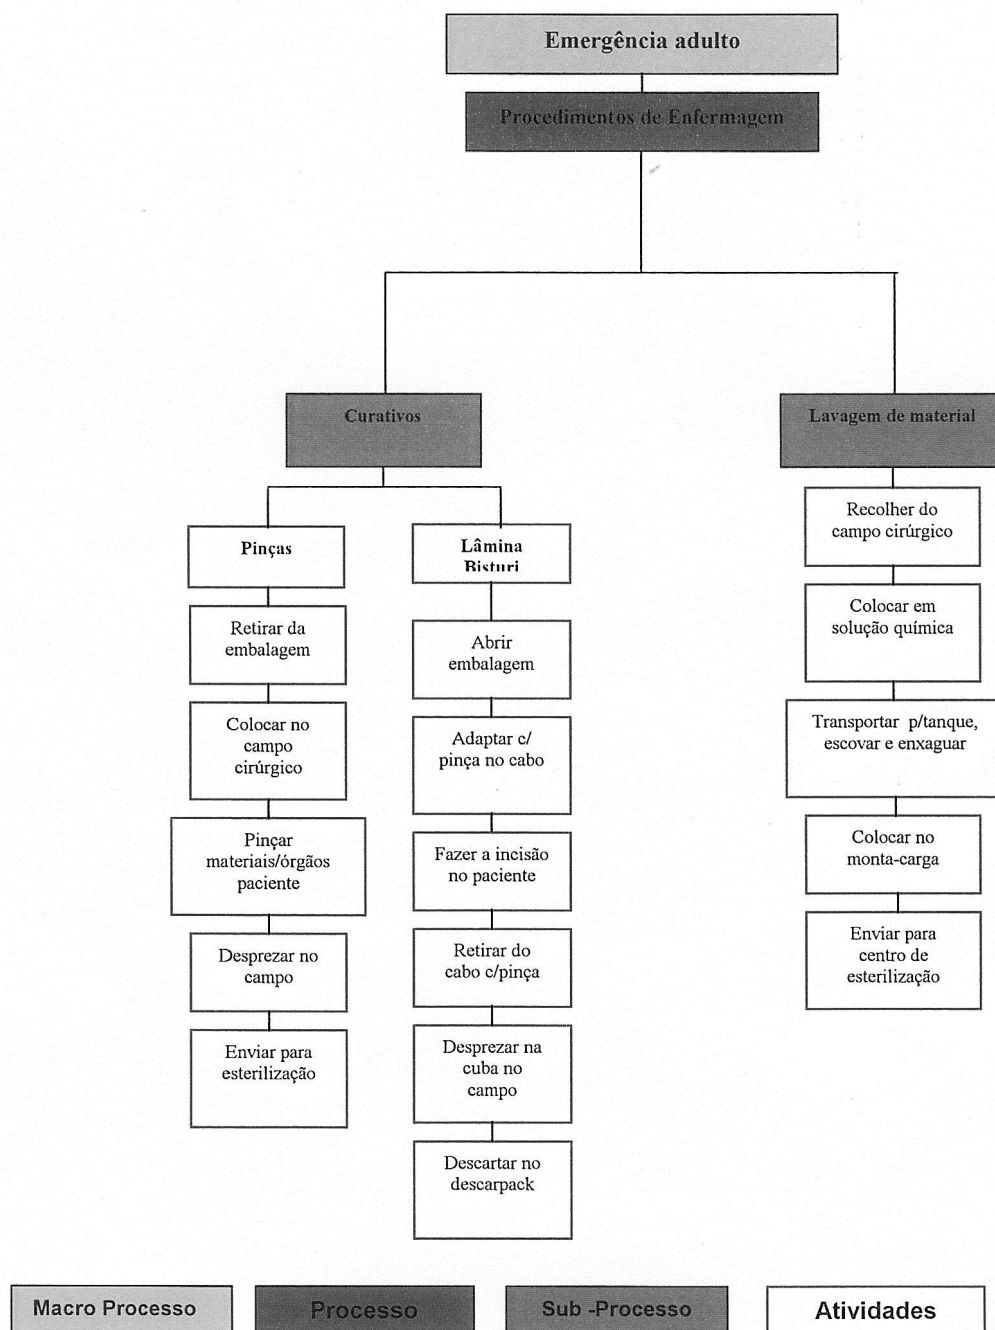 Emergência adulto
Procedimentos de Enfermagem
Curativos
Pinças
Retirar da
embalagem
Colocar no
campo
cirúrgico
Pinçar
materiais/órgãos
paciente
Desprezar no
campo
Enviar para
esterilização
Lâmina
Bisturi
Abrir
embalagem
Adaptar c/
pinça no cabo
Fazer a incisão
no paciente
Retirar do
cabo c/pinça
Desprezar na
cuba no
campo
Descartar no
descarpack
Lavagem de material
Recolher do
campo cirúrgico
Colocar em
solução química
Transportar p/tanque,
escovar e enxaguar
Colocar no
monta-carga
Enviar para
centro de
esterilização
Macro Processo
Processo
Sub -Processo
Atividades